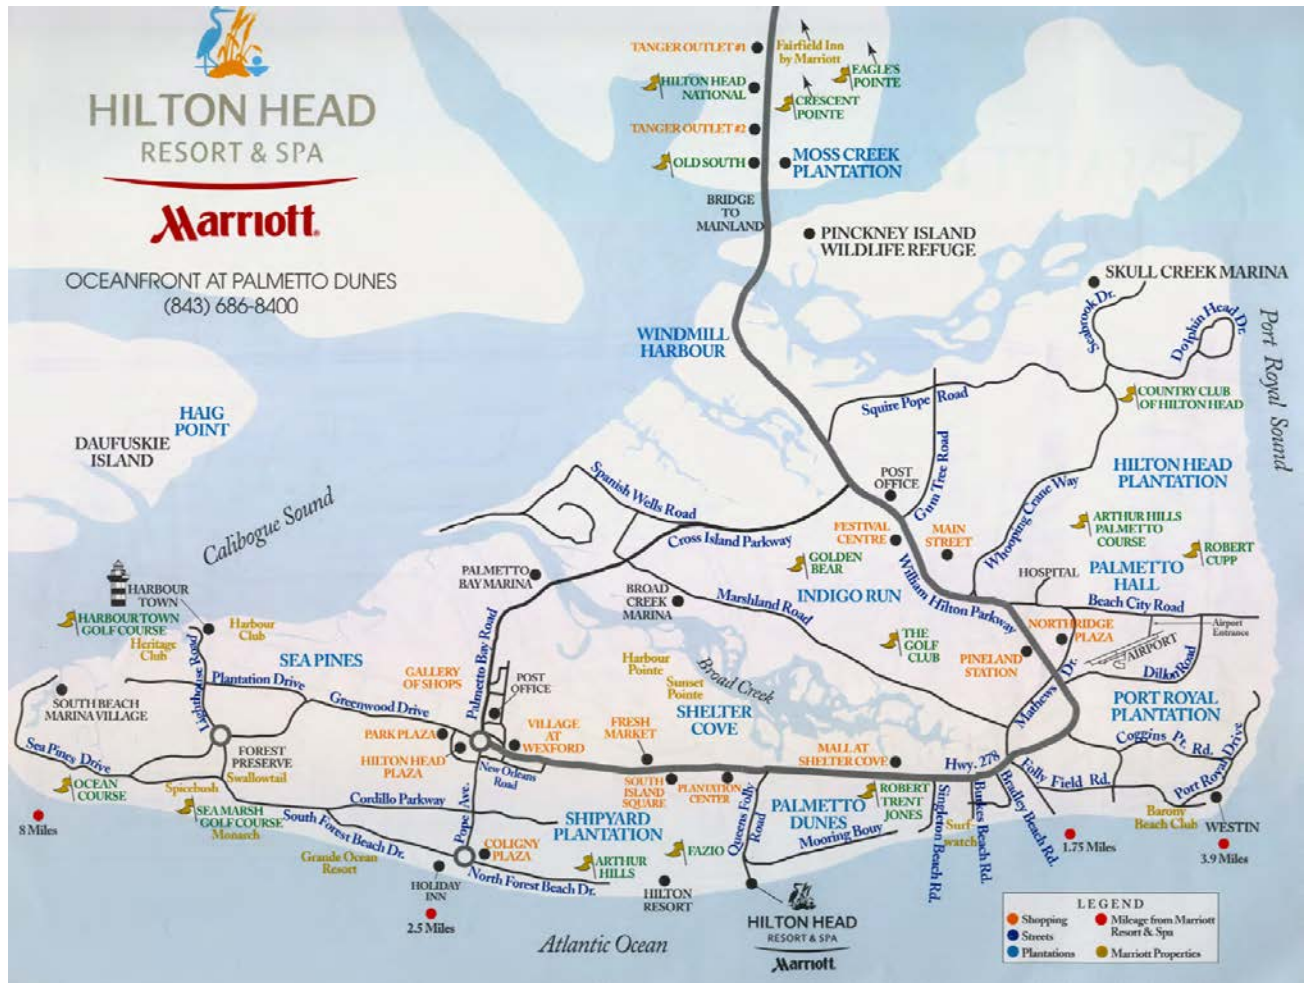 HILTON HEAD
RESORT & SPA
Marriott.
OCEANFRONT AT PALMETTO DUNES
(843) 686-8400
TANGER OUTLET #1
Fairfield Inn
by Marriott
HILTON HEAD
NATIONAL
EAGLE'S
POINTE
CRESCENT
POINTE
TANGER OUTLET #2
OLD SOUTH
MOSS CREEK
PLANTATION
BRIDGE
TO
MAINLAND
PINCKNEY ISLAND
WILDLIFE REFUGE
SKULL CREEK MARINA
Seabrook Dr.
Dolphin Head Dr.
Port Royal Sound
WINDMILL
HARBOUR
Squire Pope Road
COUNTRY CLUB
OF HILTON HEAD
HAIG
POINT
DAUFUSKIE
ISLAND
Calibogue Sound
Spanish Wells Road
POST
OFFICE
Gum Tree Road
HILTON HEAD
PLANTATION
Whooping Crane Way
FESTIVAL
CENTRE
MAIN
STREET
ARTHUR HILLS
PALMETTO
COURSE
ROBERT
CUPP
Cross Island Parkway
GOLDEN
BEAR
INDIGO RUN
William Hilton Parkway
HOSPITAL
PALMETTO
HALL
Beach City Road
PALMETTO
BAY MARINA
BROAD
CREEK
MARINA
Marshland Road
HARBOUR
TOWN
HARBOUR TOWN
GOLF COURSE
Harbour
Club
Heritage
Club
Lighthouse Road
NORTHRIDGE
PLAZA
Airport
Entrance
AIRPORT
Dillon Road
THE
GOLF
CLUB
PINELAND
STATION
Mathews Dr.
SEA PINES
Plantation Drive
Greenwood Drive
GALLERY
OF SHOPS
Palmetto Bay Road
POST
OFFICE
Harbour
Pointe
Sunset
Pointe
Broad Creek
SHELTER
COVE
PORT ROYAL
PLANTATION
Coggins Pt. Rd.
Port Royal Drive
SOUTH BEACH
MARINA VILLAGE
Sea Pines Drive
FOREST
PRESERVE
PARK PLAZA
HILTON HEAD
PLAZA
VILLAGE
AT
WEXFORD
New Orleans
Road
FRESH
MARKET
SOUTH
ISLAND
SQUARE
PLANTATION
CENTER
MALL AT
SHELTER COVE
Hwy. 278
Folly Field Rd.
OCEAN
COURSE
Spicebush
Swallowtail
SEA MARSH
GOLF COURSE
Monarch
Cordillo Parkway
South Forest Beach Dr.
Pope Ave.
SHIPYARD
PLANTATION
Queens Folly
Road
PALMETTO
DUNES
Mooring Bouy
ROBERT
TRENT
JONES
Singleton Beach Rd.
Surf-
watch
Burkes Beach Rd.
Bradley Beach Rd.
Barony
Beach Club
WESTIN
8 Miles
1.75 Miles
3.9 Miles
Grande Ocean
Resort
COLIGNY
PLAZA
HOLIDAY
INN
2.5 Miles
North Forest Beach Dr.
ARTHUR
HILLS
FAZIO
HILTON
RESORT
HILTON HEAD
RESORT & SPA
Marriott.
Atlantic Ocean
LEGEND
Shopping
Streets
Plantations
Mileage from Marriott
Resort & Spa
Marriott Properties